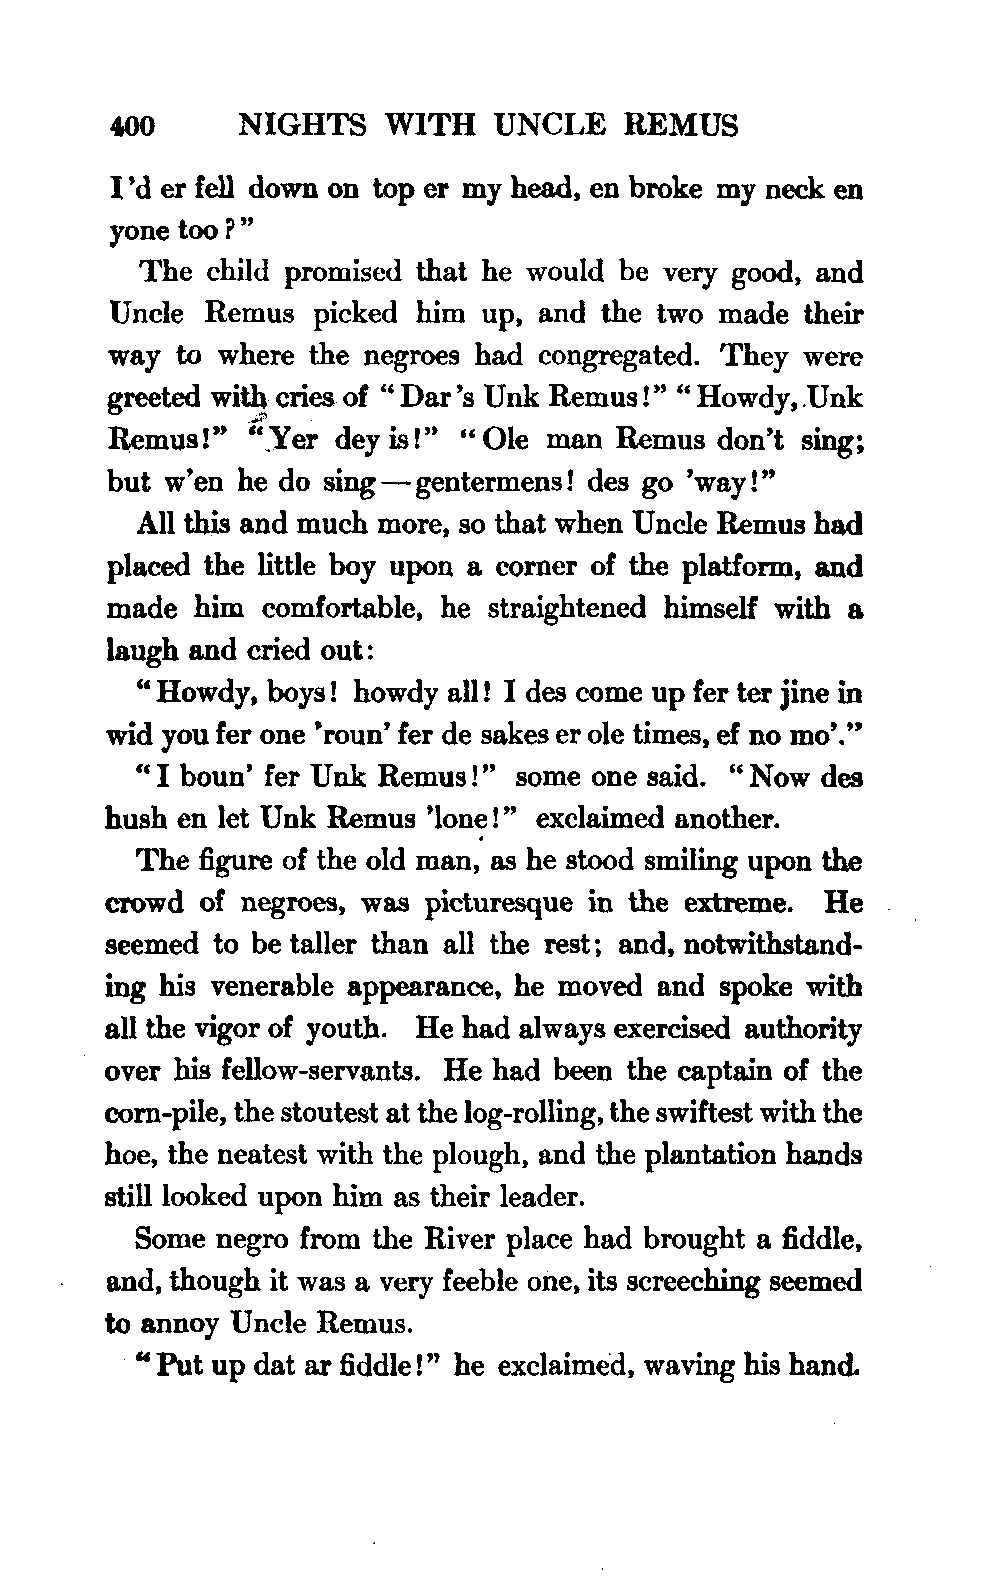 400 NIGHTS WITH UNCLE REMUS
I'd er fell down on top er my head, en broke my neck en
yone too?"
The child promised that he would be very good, and
Uncle Remus picked him up, and the two made their
way to where the negroes had congregated. They were
greeted with cries of "Dar's Unk Remus!" "Howdy, Unk
Remus!" "Yer dey is!" "Ole man Remus don't sing;
but w'en he do sing—gentermens! des go 'way!"
All this and much more, so that when Uncle Remus had
placed the little boy upon a corner of the platform, and
made him comfortable, he straightened himself with a
laugh and cried out:
"Howdy, boys! howdy all! I des come up fer ter jine in
wid you fer one 'roun' fer de sakes er ole times, ef no mo'."
"I boun' fer Unk Remus!" some one said. "Now des
hush en let Unk Remus 'lone!" exclaimed another.
The figure of the old man, as he stood smiling upon the
crowd of negroes, was picturesque in the extreme. He
seemed to be taller than all the rest; and, notwithstand-
ing his venerable appearance, he moved and spoke with
all the vigor of youth. He had always exercised authority
over his fellow-servants. He had been the captain of the
corn-pile, the stoutest at the log-rolling, the swiftest with the
hoe, the neatest with the plough, and the plantation hands
still looked upon him as their leader.
Some negro from the River place had brought a fiddle,
and, though it was a very feeble one, its screeching seemed
to annoy Uncle Remus.
"Put up dat ar fiddle!" he exclaimed, waving his hand.